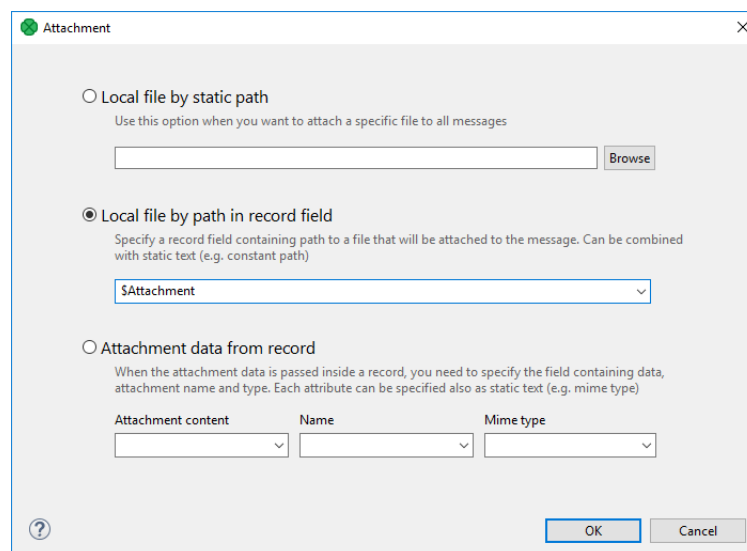 Attachment
Local file by static path
Use this option when you want to attach a specific file to all messages
Browse
Local file by path in record field
Specify a record field containing path to a file that will be attached to the message. Can be combined
with static text (e.g. constant path)
$Attachment
Attachment data from record
When the attachment data is passed inside a record, you need to specify the field containing data,
attachment name and type. Each attribute can be specified also as static text (e.g. mime type)
Attachment content Name Mime type
? OK Cancel